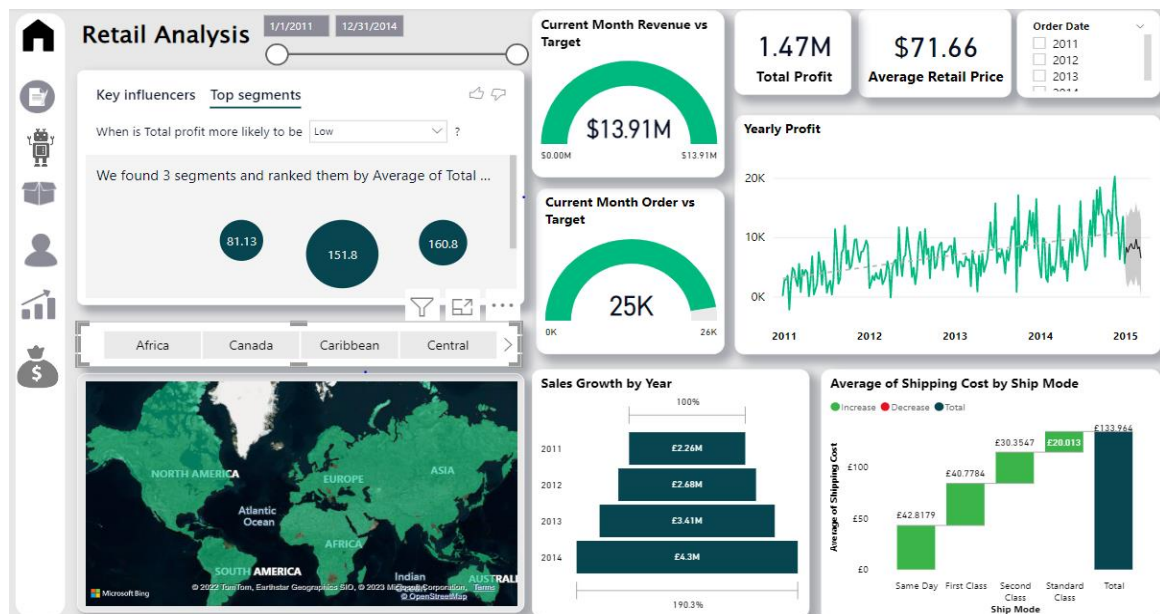 Retail Analysis
1/1/2011
12/31/2014
Key influencers
Top segments
When is Total profit more likely to be
Low
?
We found 3 segments and ranked them by Average of Total ...
81.13
151.8
160.8
Africa
Canada
Caribbean
Central
NORTH AMERICA
EUROPE
ASIA
Atlantic
Ocean
AFRICA
SOUTH AMERICA
Indian
Ocean
AUSTRALI
Microsoft Bing
© 2022 TomTom, Earthstar Geographics SIO, © 2023 Microsoft Corporation, Terms
© OpenStreetMap
Current Month Revenue vs
Target
$13.91M
$0.00M
$13.91M
Current Month Order vs
Target
25K
0K
26K
1.47M
Total Profit
$71.66
Average Retail Price
Order Date
2011
2012
2013
2014
Yearly Profit
20K
10K
0K
2011
2012
2013
2014
2015
Sales Growth by Year
100%
2011
£2.26M
2012
£2.68M
2013
£3.41M
2014
£4.3M
190.3%
Average of Shipping Cost by Ship Mode
Increase
Decrease
Total
Average of Shipping Cost
£100
£50
£0
£42.8179
£40.7784
£30.3547
£20.013
£133.964
Same Day
First Class
Second
Class
Standard
Class
Total
Ship Mode